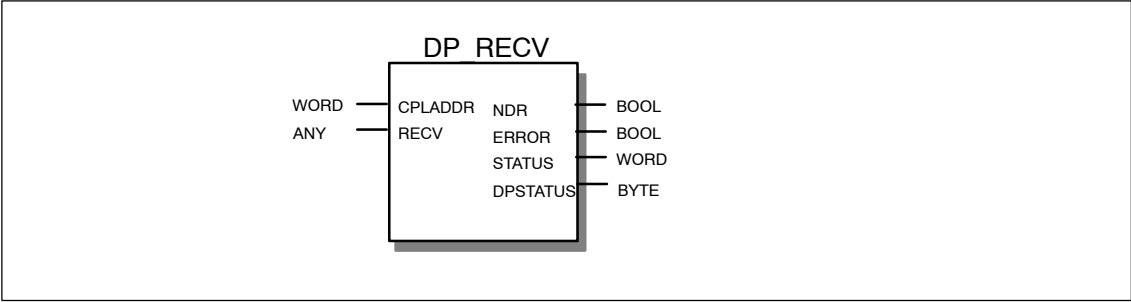 DP_RECV
WORD CPLADDR NDR BOOL
ANY RECV ERROR BOOL
STATUS WORD
DPSTATUS BYTE